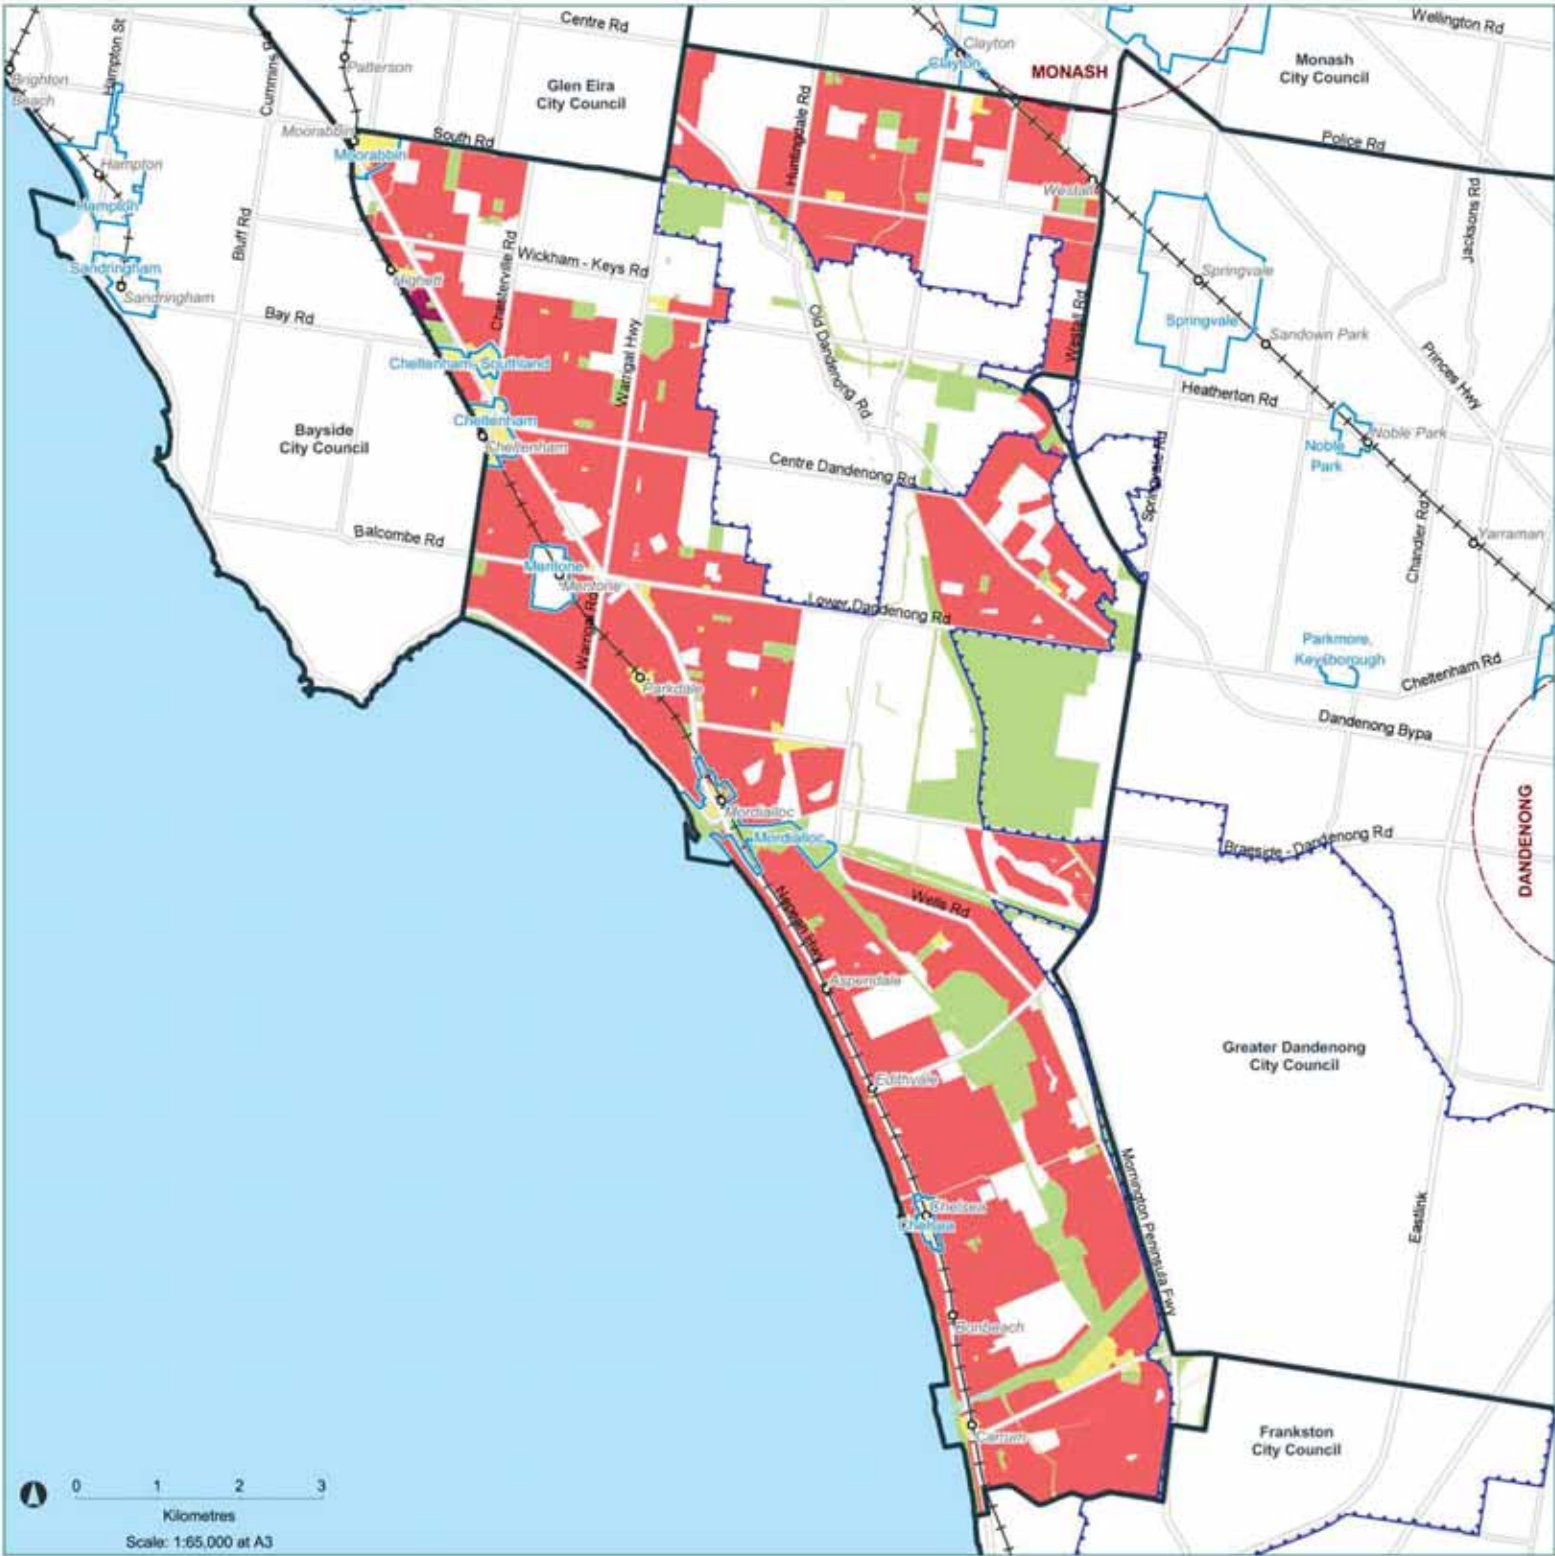 Centre Rd
Wellington Rd
Hampton St
Clayton
Clayton
Patterson
MONASH
Monash
City Council
Brighton
Beach
Glen Eira
City Council
Huntingdale Rd
Moorabbin
South Rd
Police Rd
Moorabbin
Hampton
Hampton
Westall
Jacksons Rd
Bluff Rd
Wickham - Keys Rd
Chesterville Rd
Sandringham
Sandringham
Highett
Springvale
Springvale
Bay Rd
Old Dandenong Rd
Westall Rd
Sandown Park
Warrigal Hwy
Princes Hwy
Cheltenham, Southland
Heatherton Rd
Cheltenham
Cheltenham
Bayside
City Council
Noble Park
Noble
Park
Centre Dandenong Rd
Springvale Rd
Chandler Rd
Yarraman
Balcombe Rd
Mentone
Mentone
Lower Dandenong Rd
Warrigal Rd
Parkmore,
Keysborough
Cheltenham Rd
Parkdale
Dandenong Bypa
Mordialloc
Mordialloc
Braeside - Dandenong Rd
DANDENONG
Wells Rd
Nepean Hwy
Aspendale
Greater Dandenong
City Council
Edithvale
Chelsea
Chelsea
Mornington Peninsula Fwy
Eastlink
Bonbeach
Carrum
Frankston
City Council
0 1 2 3
Kilometres
Scale: 1:65,000 at A3